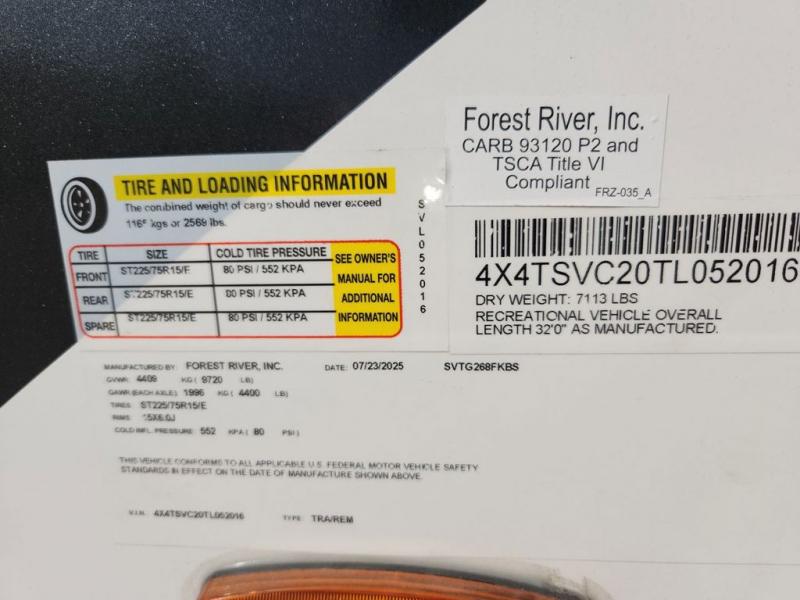 Forest River, Inc.
CARB 93120 P2 and
TSCA Title VI
Compliant
FRZ-035_A
TIRE AND LOADING INFORMATION
The combined weight of cargo should never exceed
1165 kgs or 2569 lbs.
TIRE SIZE COLD TIRE PRESSURE
FRONT ST225/75R15/E 80 PSI / 552 KPA
REAR ST225/75R15/E 80 PSI / 552 KPA
SPARE ST225/75R15/E 80 PSI / 552 KPA
SEE OWNER'S
MANUAL FOR
ADDITIONAL
INFORMATION
SVL052016
4X4TSVC20TL052016
DRY WEIGHT: 7113 LBS
RECREATIONAL VEHICLE OVERALL
LENGTH 32'0" AS MANUFACTURED.
MANUFACTURED BY: FOREST RIVER, INC. DATE: 07/23/2025 SVTG268FKBS
GVWR: 4409 KG ( 9720 LB)
GAWR (EACH AXLE) 1996 KG ( 4400 LB)
TIRES ST225/75R15/E
RIMS 15X6.0J
COLD INFL. PRESSURE: 552 KPA ( 80 PSI )
THIS VEHICLE CONFORMS TO ALL APPLICABLE U.S. FEDERAL MOTOR VEHICLE SAFETY
STANDARDS IN EFFECT ON THE DATE OF MANUFACTURE SHOWN ABOVE.
V.I.N. 4X4TSVC20TL052016 TYPE: TRA/REM